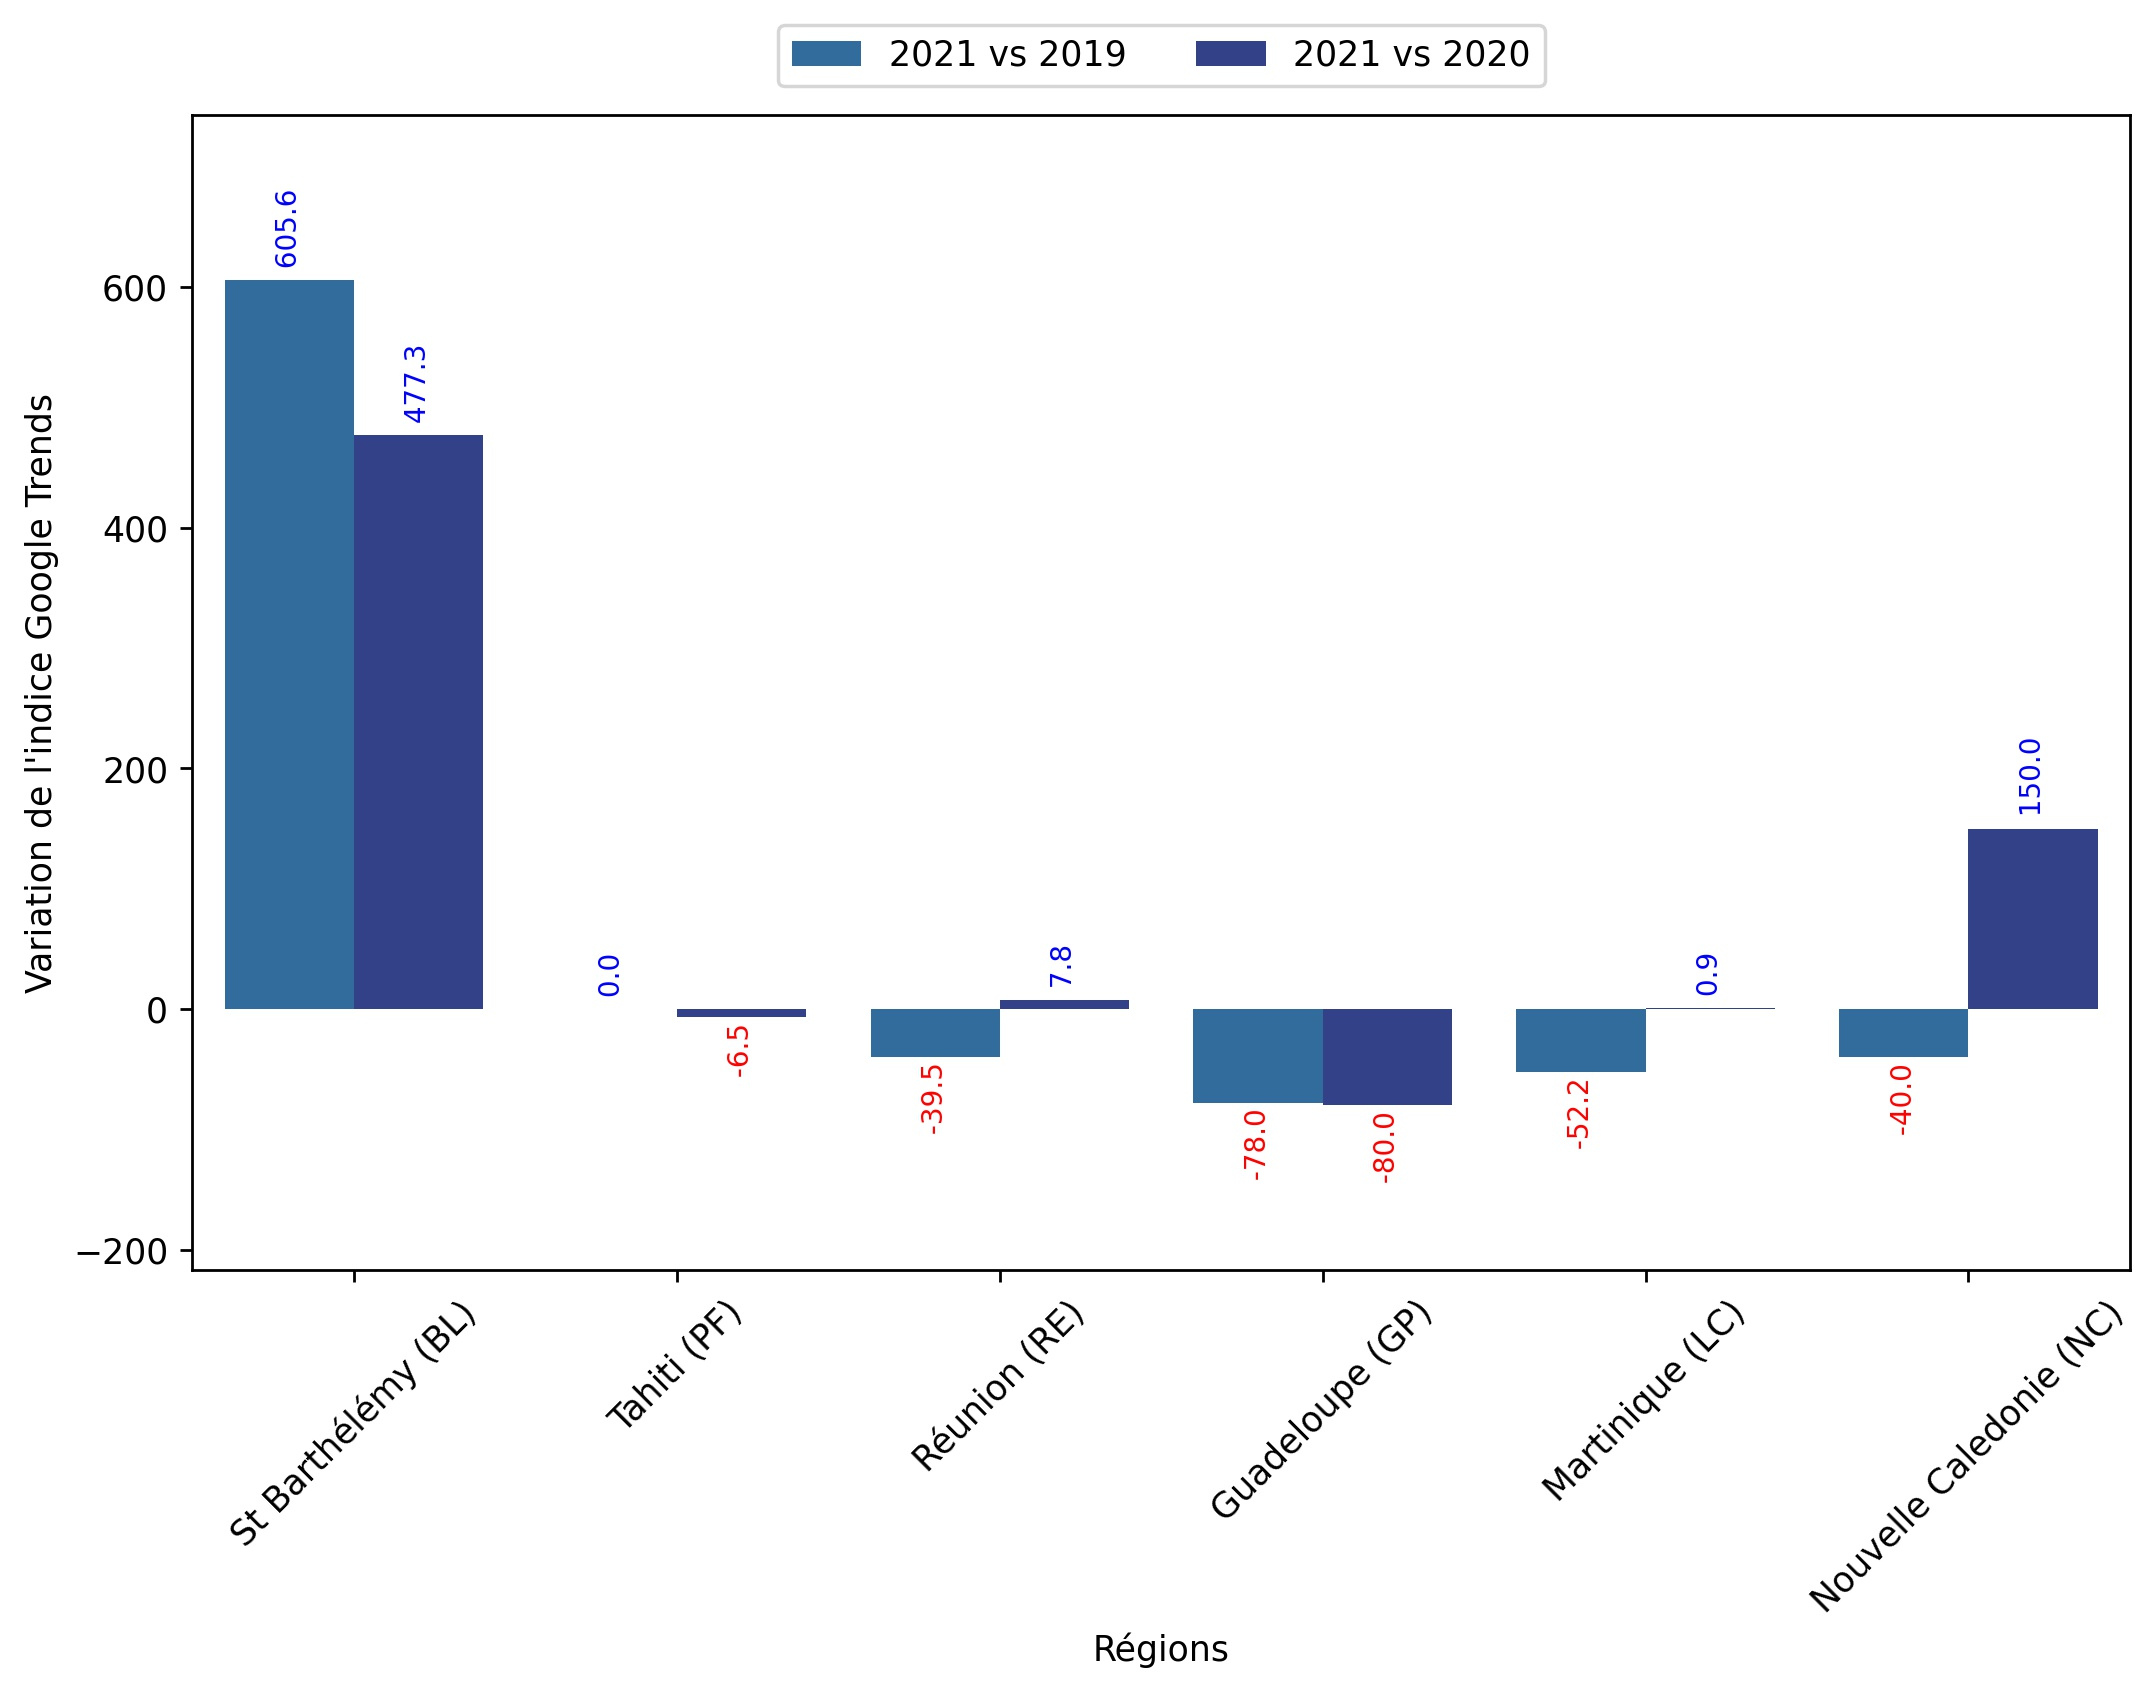 2021 vs 2019
2021 vs 2020
Variation de l'indice Google Trends
600
400
200
0
−200
605.6
477.3
0.0
-6.5
-39.5
7.8
-78.0
-80.0
-52.2
0.9
-40.0
150.0
St Barthélémy (BL)
Tahiti (PF)
Réunion (RE)
Guadeloupe (GP)
Martinique (LC)
Nouvelle Caledonie (NC)
Régions